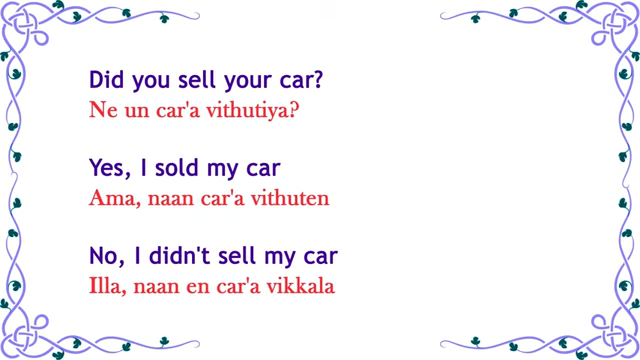 Did you sell your car?
Ne un car'a vithutiya?
Yes, I sold my car
Ama, naan car'a vithuten
No, I didn't sell my car
Illa, naan en car'a vikkala